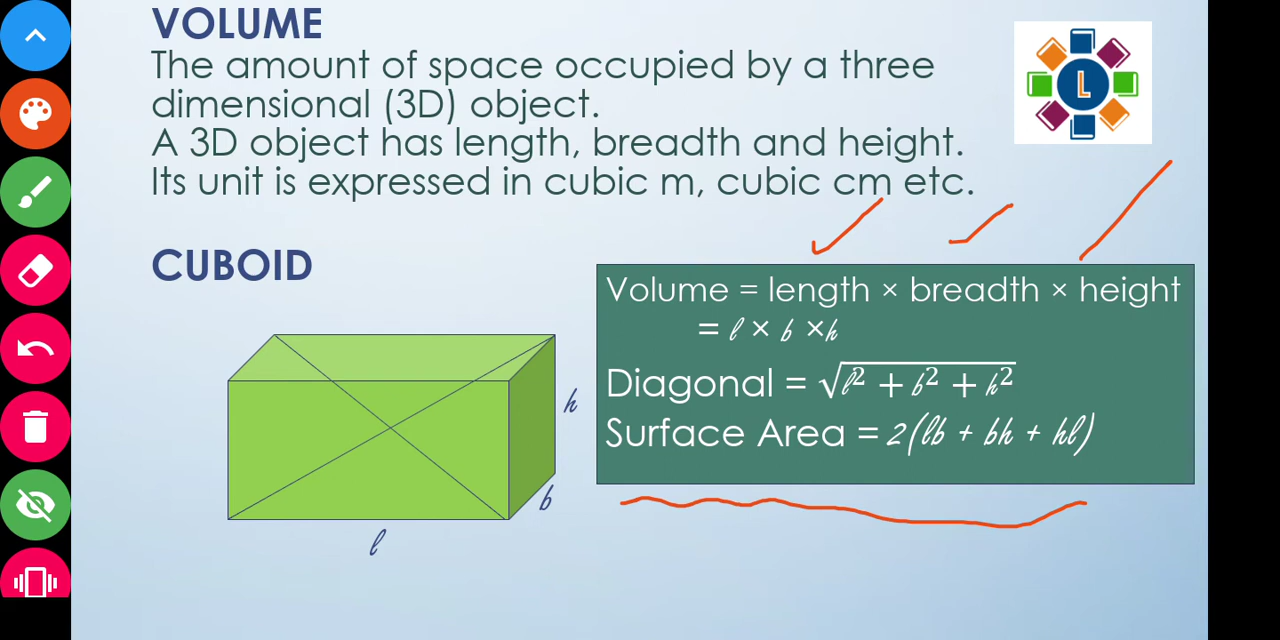 VOLUME
The amount of space occupied by a three
dimensional (3D) object.
A 3D object has length, breadth and height.
Its unit is expressed in cubic m, cubic cm etc.
L
CUBOID
Volume = length × breadth × height
= l × b ×h
Diagonal = √l² + b² + h²
Surface Area = 2(lb + bh + hl)
h
b
l